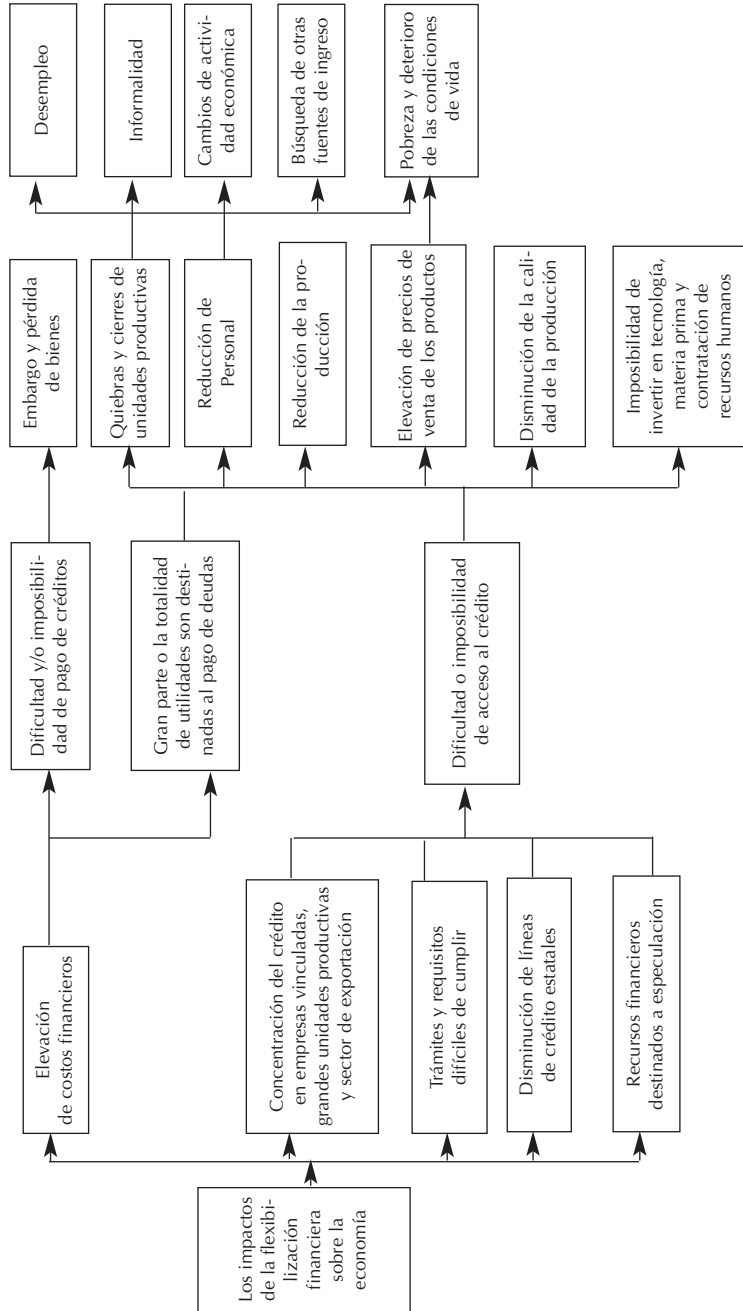 Los impactos
de la flexibi-
lización
financiera
sobre la
economía
Elevación
de costos financieros
Concentración del crédito
en empresas vinculadas,
grandes unidades productivas
y sector de exportación
Trámites y requisitos
difíciles de cumplir
Disminución de líneas
de crédito estatales
Recursos financieros
destinados a especulación
Dificultad y/o imposibili-
dad de pago de créditos
Gran parte o la totalidad
de utilidades son desti-
nadas al pago de deudas
Dificultad o imposibilidad
de acceso al crédito
Embargo y pérdida
de bienes
Quiebras y cierres de
unidades productivas
Reducción de
Personal
Reducción de la pro-
ducción
Elevación de precios de
venta de los productos
Disminución de la cali-
dad de la producción
Imposibilidad de
invertir en tecnología,
materia prima y
contratación de
recursos humanos
Desempleo
Informalidad
Cambios de activi-
dad económica
Búsqueda de otras
fuentes de ingreso
Pobreza y deterioro
de las condiciones
de vida